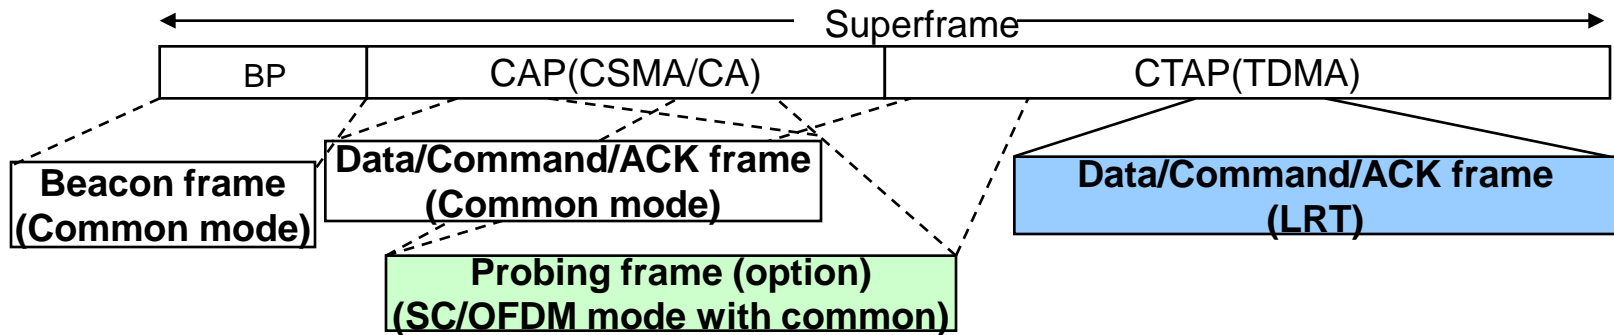 Superframe
BP
CAP(CSMA/CA)
CTAP(TDMA)
Beacon frame
(Common mode)
Data/Command/ACK frame
(Common mode)
Probing frame (option)
(SC/OFDM mode with common)
Data/Command/ACK frame
(LRT)